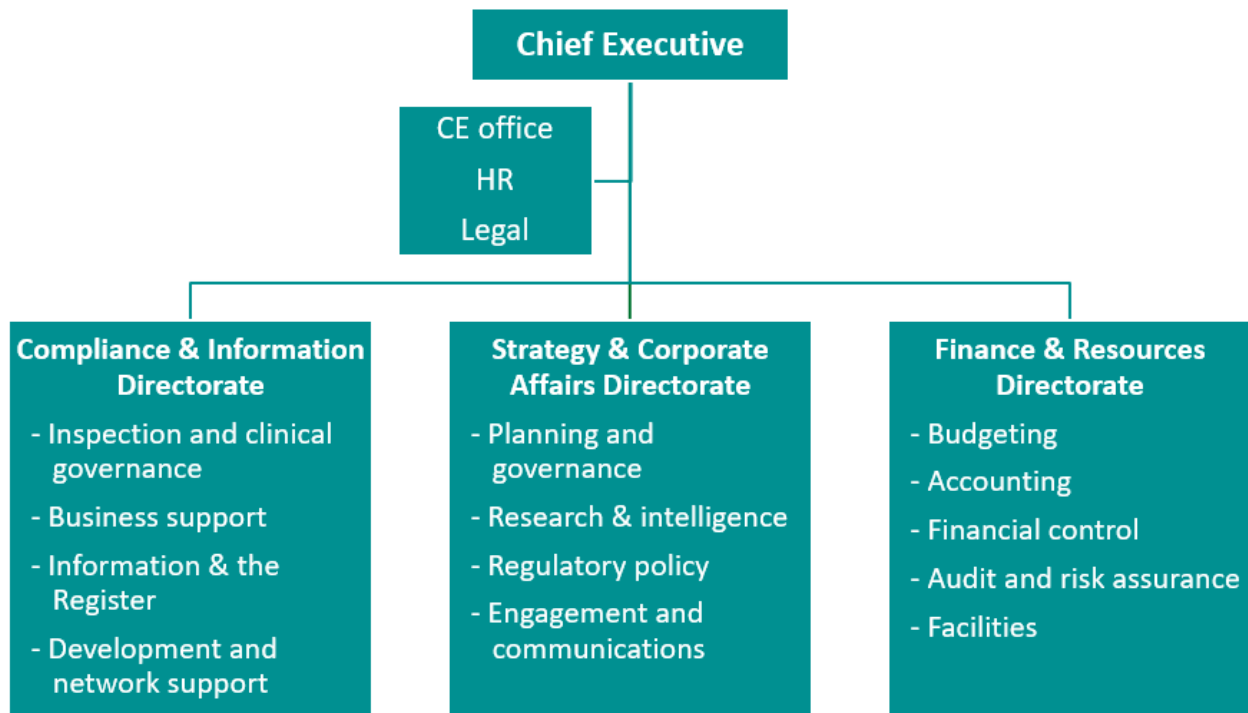 Chief Executive
CE office
HR
Legal
Compliance & Information
Directorate
- Inspection and clinical
governance
- Business support
- Information & the
Register
- Development and
network support
Strategy & Corporate
Affairs Directorate
- Planning and
governance
- Research & intelligence
- Regulatory policy
- Engagement and
communications
Finance & Resources
Directorate
- Budgeting
- Accounting
- Financial control
- Audit and risk assurance
- Facilities